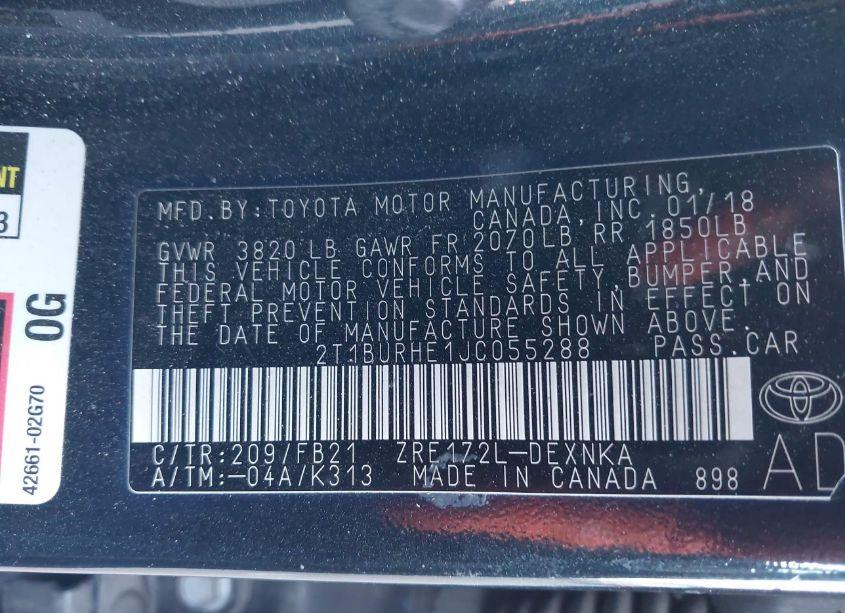 NT
3
0G
42661-02G70
MFD.BY:TOYOTA MOTOR MANUFACTURING,
CANADA,INC.01/18
GVWR 3820 LB GAWR FR 2070LB RR 1850LB
THIS VEHICLE CONFORMS TO ALL APPLICABLE
FEDERAL MOTOR VEHICLE SAFETY,BUMPER,AND
THEFT PREVENTION STANDARDS IN EFFECT ON
THE DATE OF MANUFACTURE SHOWN ABOVE.
2T1BURHE1JC055288 PASS.CAR
C/TR:209/FB21 ZRE172L-DEXNKA
A/TM:-04A/K313 MADE IN CANADA 898
AD